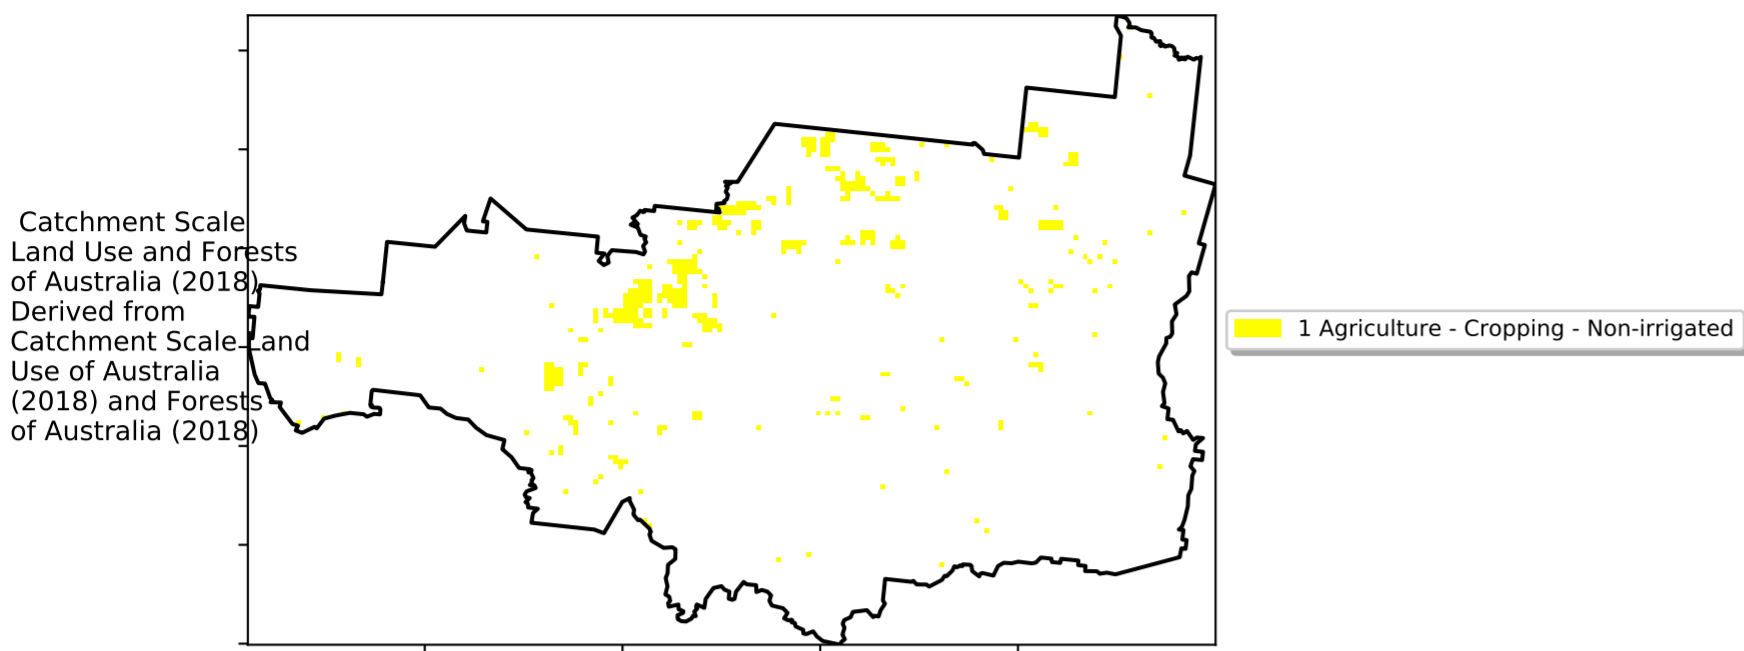 Catchment Scale
Land Use and Forests
of Australia (2018)
Derived from
Catchment Scale Land
Use of Australia
(2018) and Forests
of Australia (2018)
1 Agriculture - Cropping - Non-irrigated